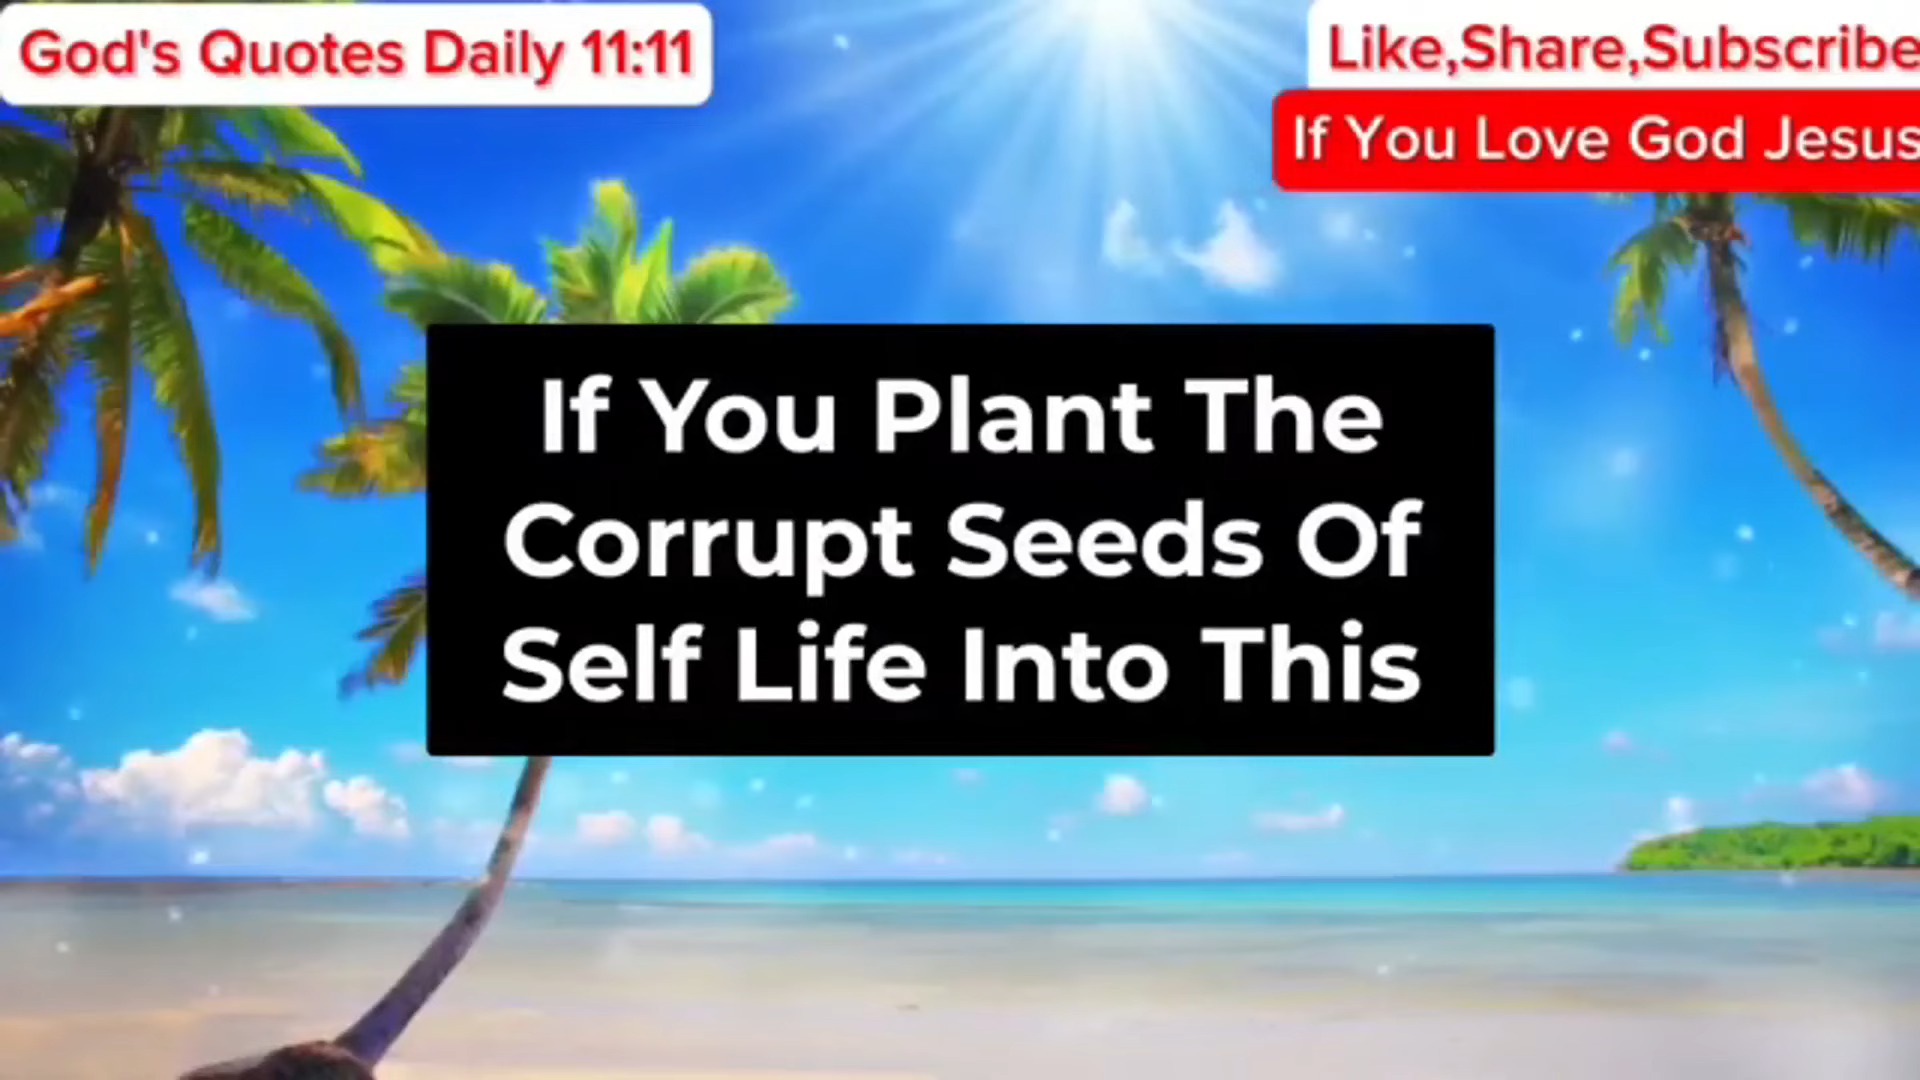 God's Quotes Daily 11:11
Like,Share,Subscribe
If You Love God Jesus
If You Plant The
Corrupt Seeds Of
Self Life Into This